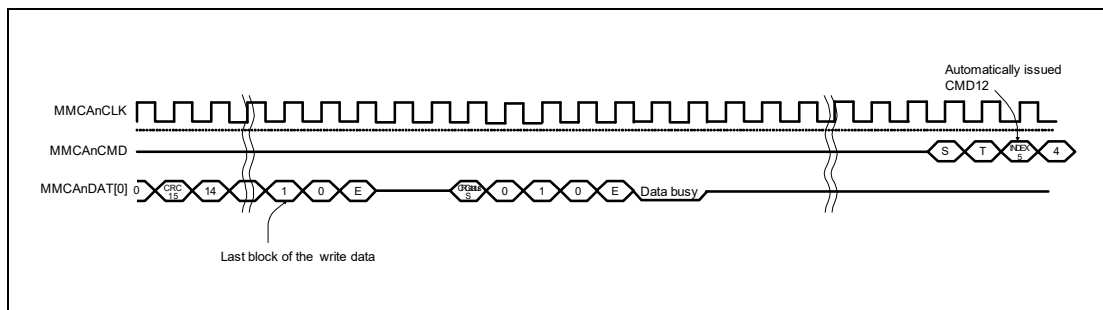 Automatically issued
CMD12
MMCAnCLK
MMCAnCMD
S T INDEX 5 4
MMCAnDAT[0] 0 CRC 15 14 1 0 E S 0 1 0 E Data busy
Last block of the write data